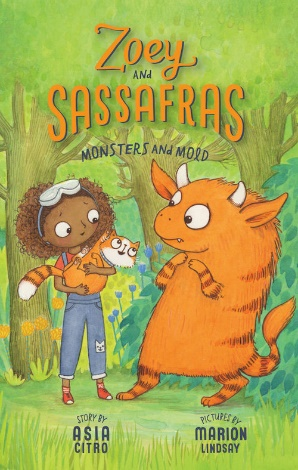 Zoey
AND
SASSAFRAS
MONSTERS AND MOLD
STORY BY
ASIA
CITRO
PICTURES BY
MARION
LINDSAY